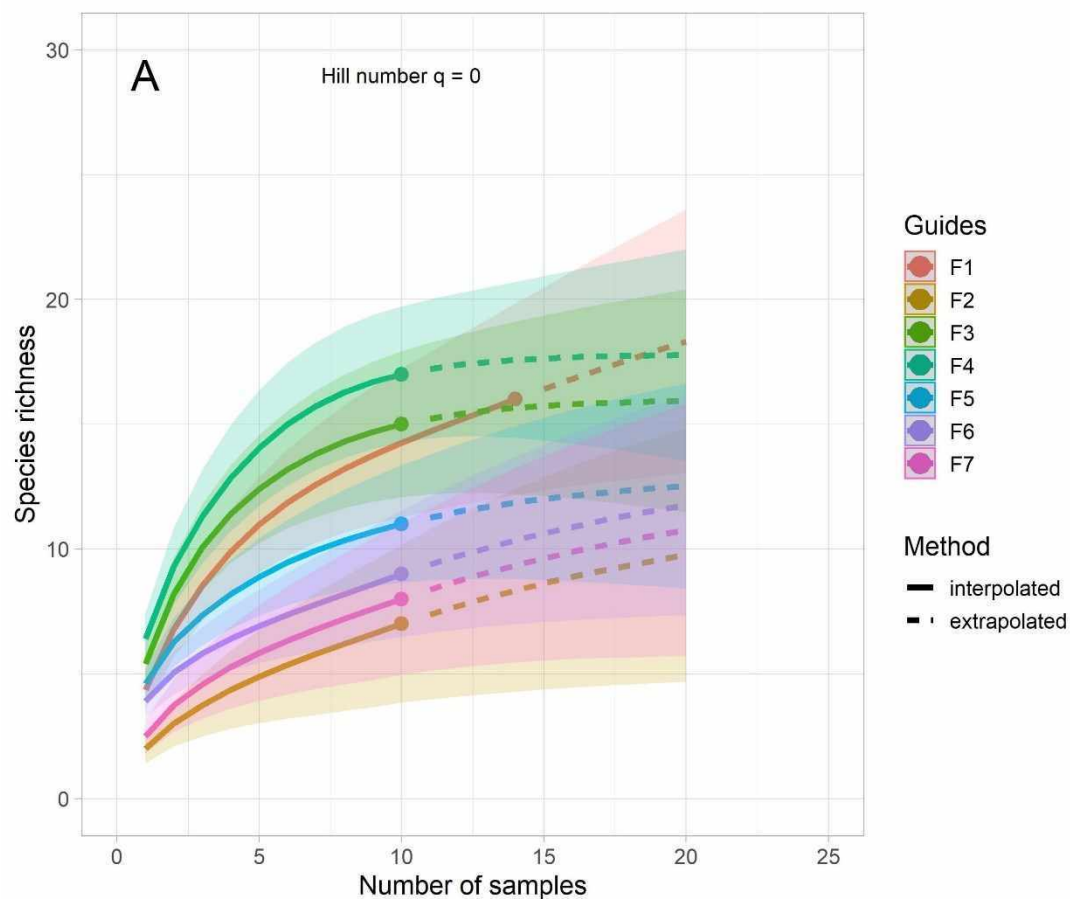 A
Hill number q = 0
30
20
10
0
Species richness
0 5 10 15 20 25
Number of samples
Guides
F1
F2
F3
F4
F5
F6
F7
Method
interpolated
extrapolated